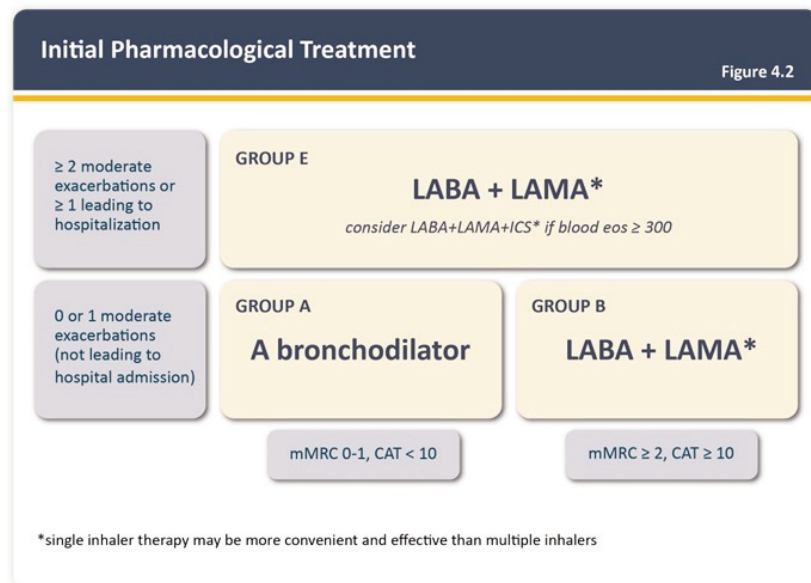 Initial Pharmacological Treatment
Figure 4.2
≥ 2 moderate
exacerbations or
≥ 1 leading to
hospitalization
GROUP E
LABA + LAMA*
consider LABA+LAMA+ICS* if blood eos ≥ 300
0 or 1 moderate
exacerbations
(not leading to
hospital admission)
GROUP A
A bronchodilator
GROUP B
LABA + LAMA*
mMRC 0-1, CAT < 10
mMRC ≥ 2, CAT ≥ 10
*single inhaler therapy may be more convenient and effective than multiple inhalers